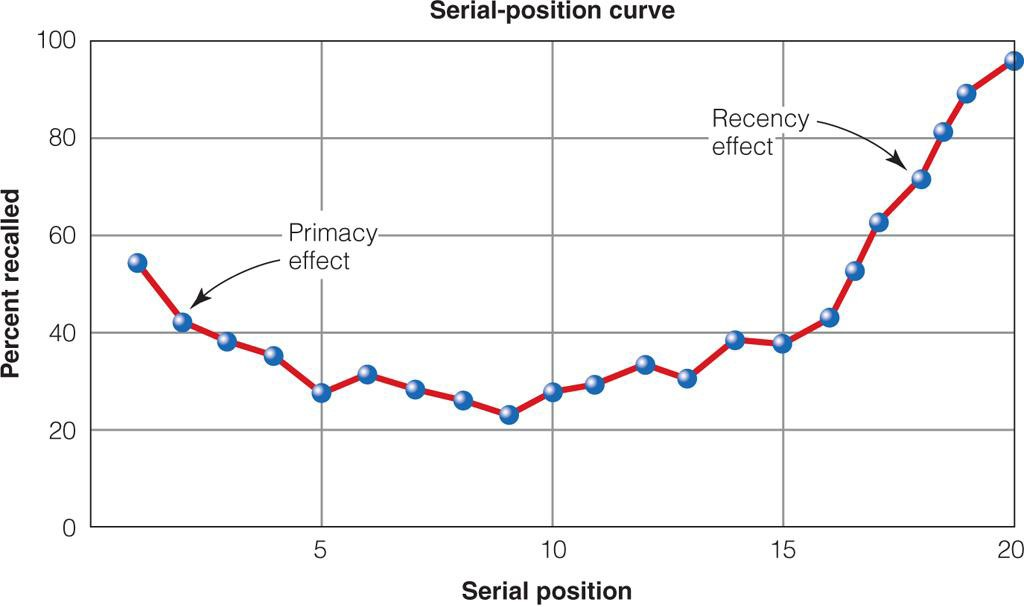 Serial-position curve
100
80
60
40
20
0
Percent recalled
Primacy
effect
Recency
effect
5
10
15
20
Serial position